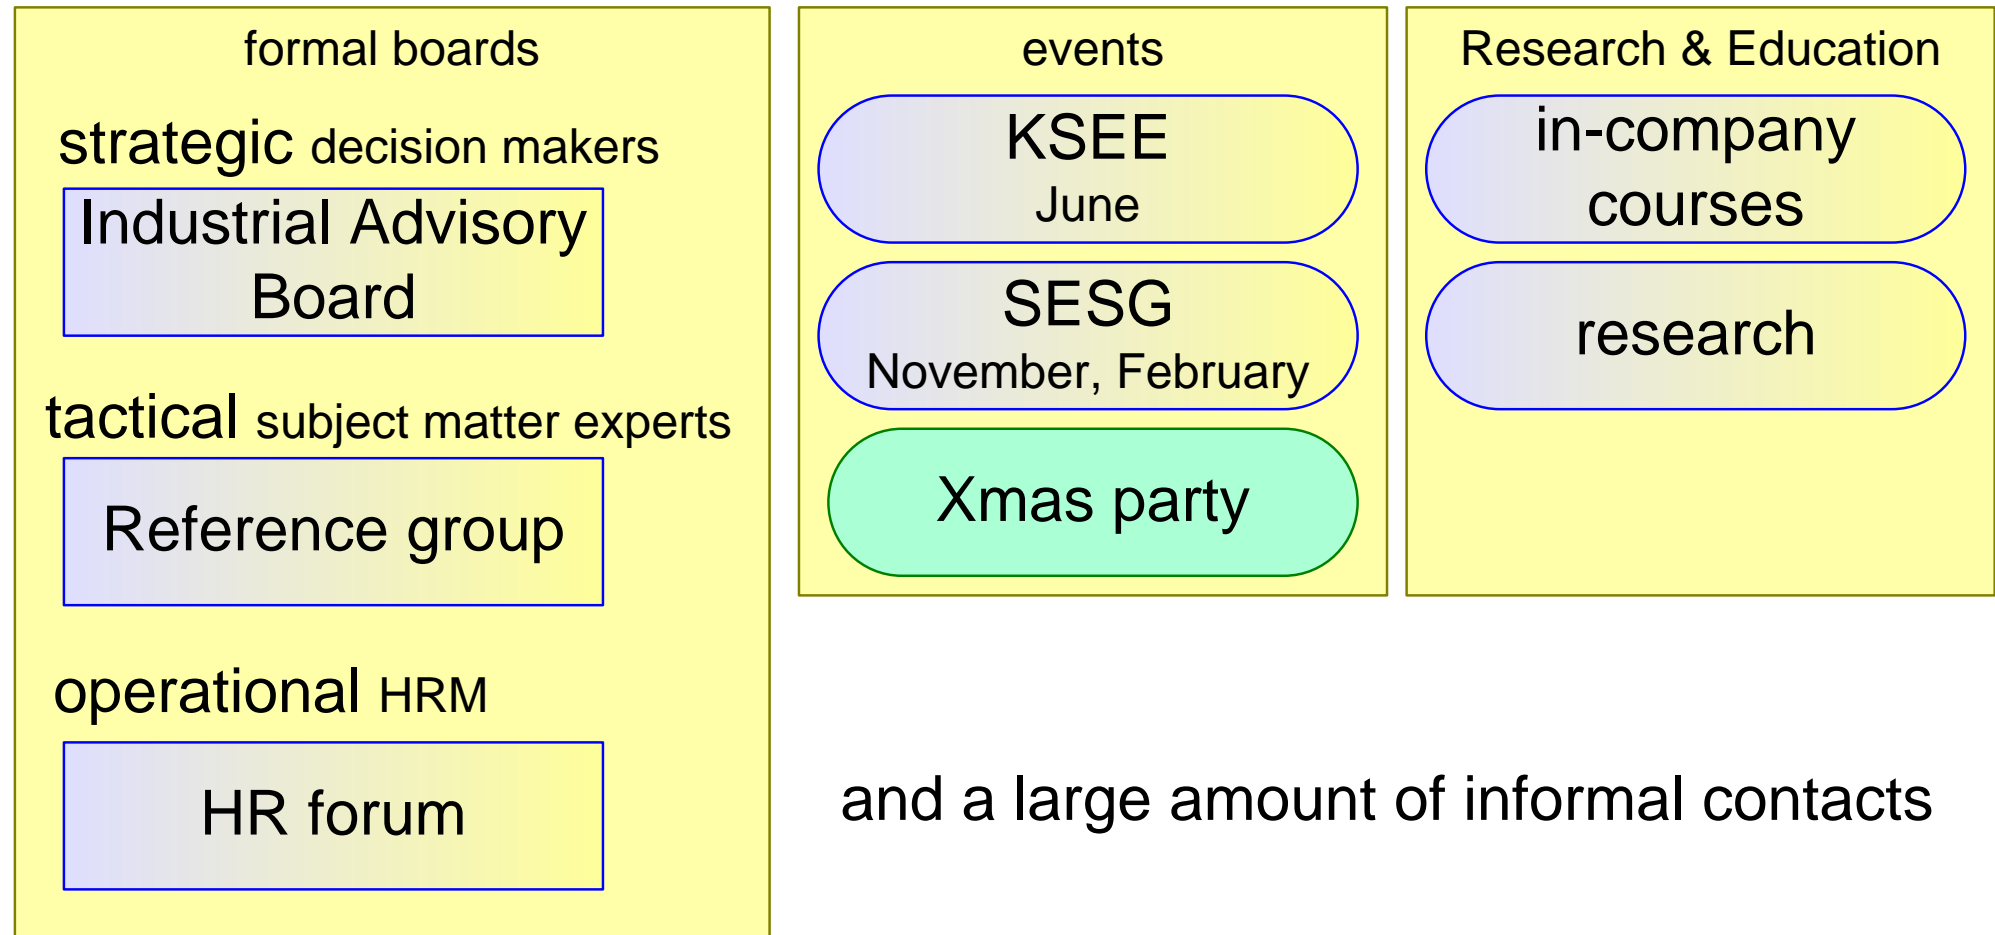 formal boards
strategic decision makers
Industrial Advisory
Board
tactical subject matter experts
Reference group
operational HRM
HR forum
events
KSEE
June
SESG
November, February
Xmas party
Research & Education
in-company
courses
research
and a large amount of informal contacts